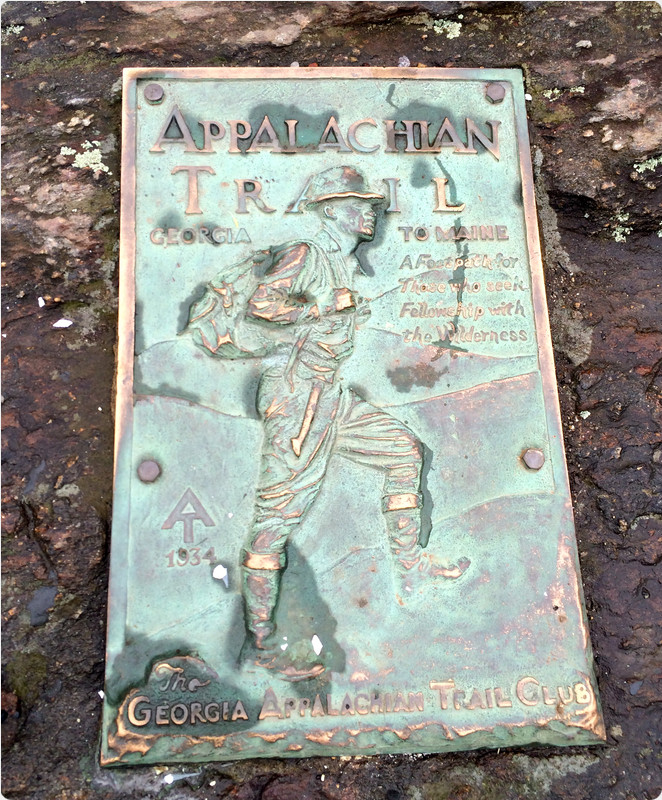 APPALACHIAN
TRAIL
GEORGIA TO MAINE
A Footpath for
Those who seek
Fellowship with
the Wilderness
AT
1934
The
GEORGIA APPALACHIAN TRAIL CLUB